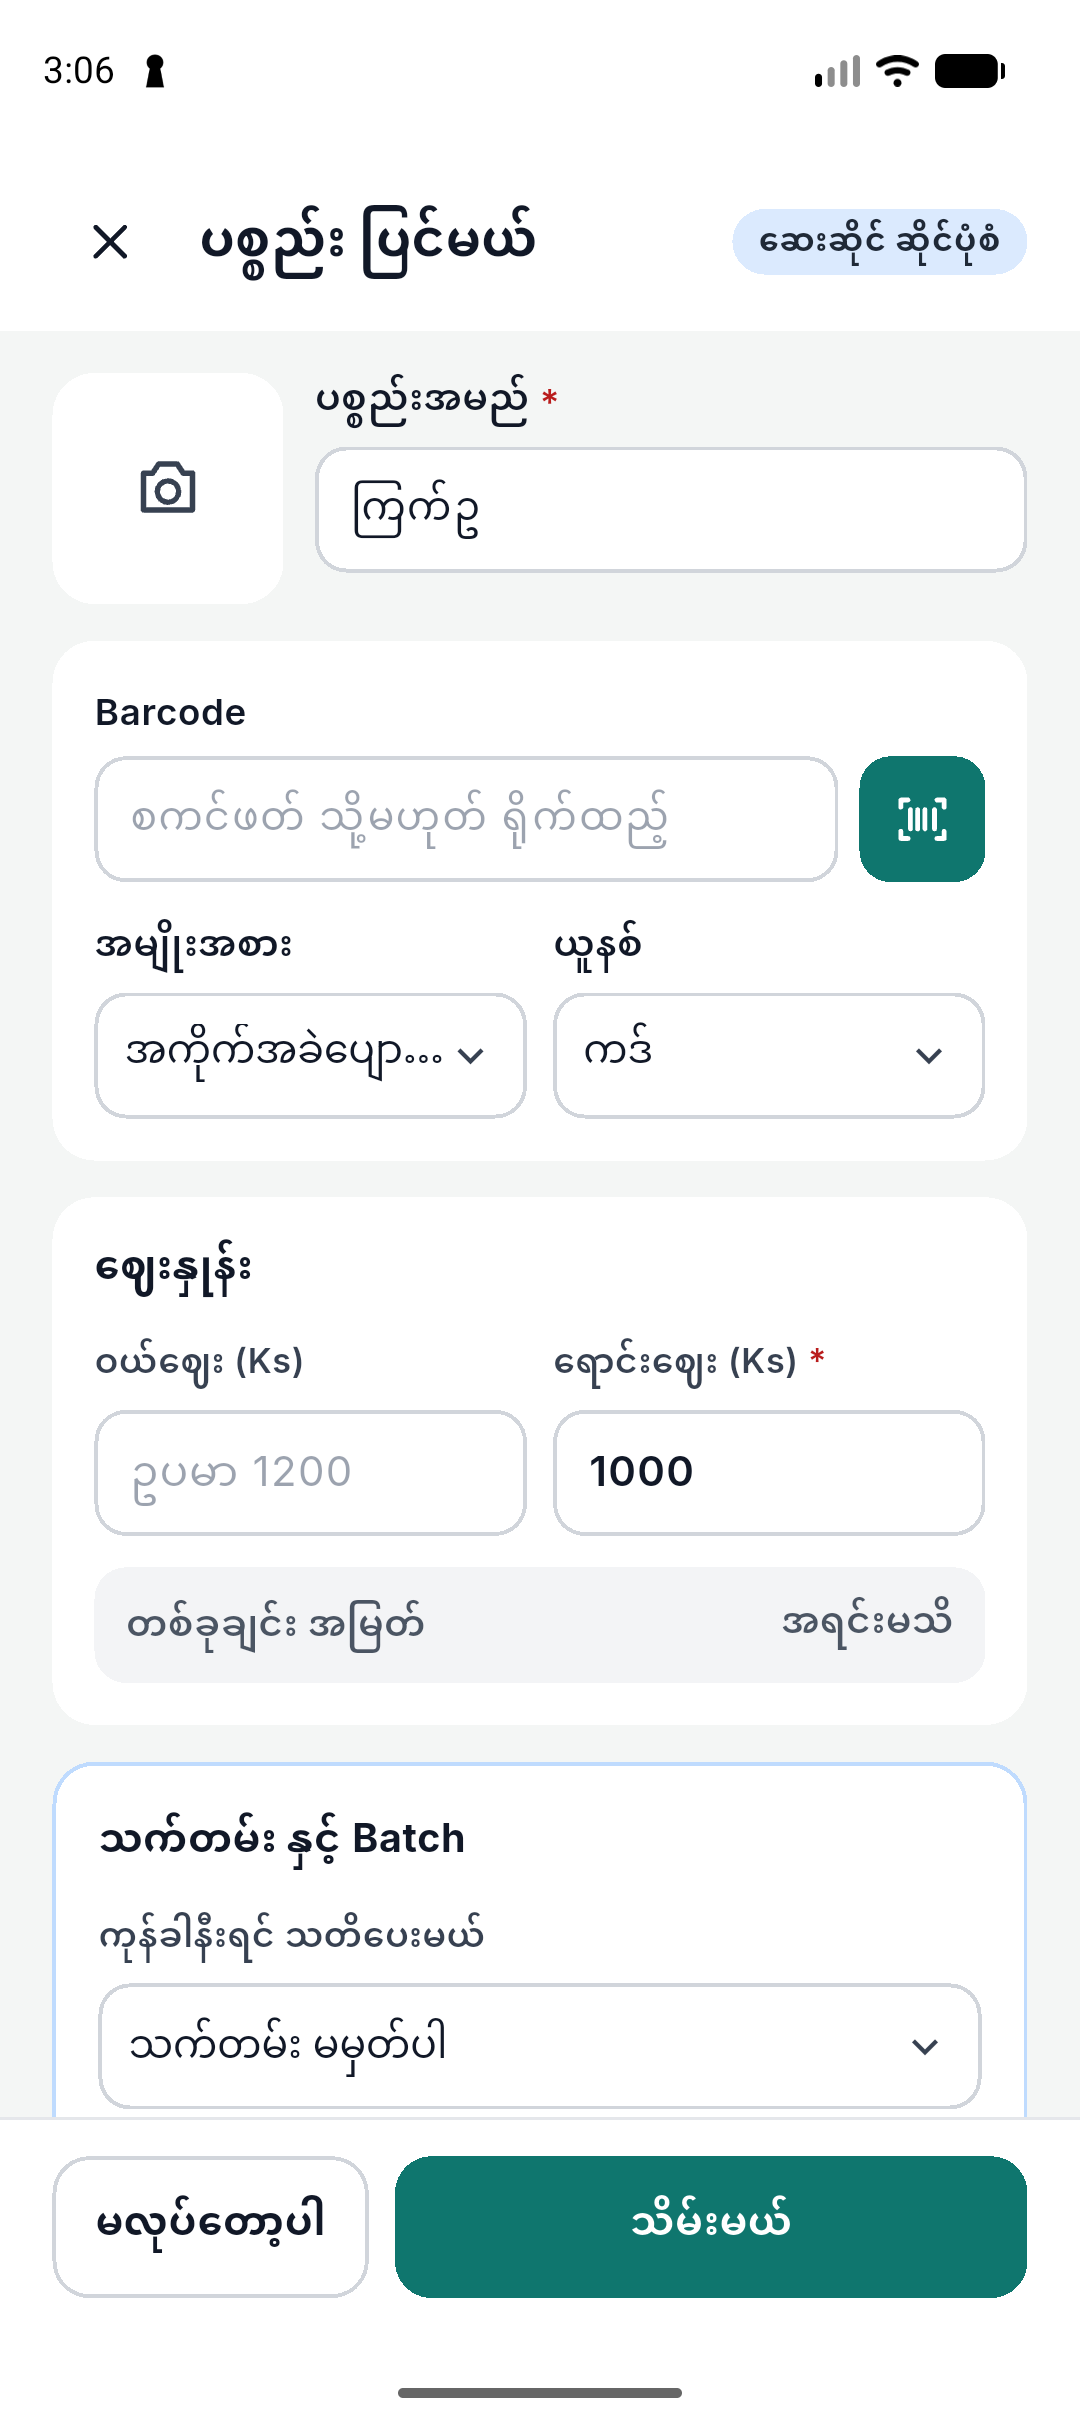 3:06
ပစ္စည်း ပြင်မယ်
ဆေးဆိုင် ဆိုင်ပုံစံ
ပစ္စည်းအမည် *
ကြက်ဥ
Barcode
စကင်ဖတ် သို့မဟုတ် ရိုက်ထည့်
အမျိုးအစား
ယူနစ်
အကိုက်အခဲပျော...
ကဒ်
ဈေးနှုန်း
ဝယ်ဈေး (Ks)
ရောင်းဈေး (Ks) *
ဥပမာ 1200
1000
တစ်ခုချင်း အမြတ်
အရင်းမသိ
သက်တမ်း နှင့် Batch
ကုန်ခါနီးရင် သတိပေးမယ်
သက်တမ်း မမှတ်ပါ
မလုပ်တော့ပါ
သိမ်းမယ်